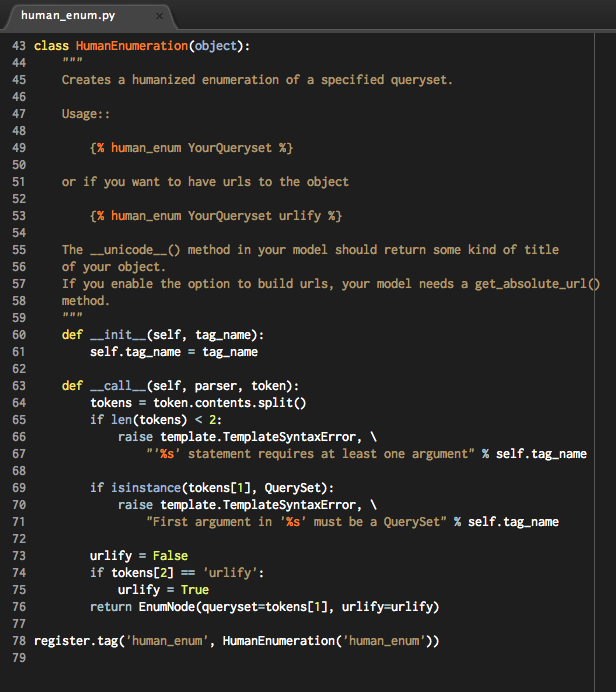 human_enum.py ×
43 class HumanEnumeration(object):
44     """
45     Creates a humanized enumeration of a specified queryset.
46
47     Usage::
48
49         {% human_enum YourQueryset %}
50
51     or if you want to have urls to the object
52
53         {% human_enum YourQueryset urlify %}
54
55     The __unicode__() method in your model should return some kind of title
56     of your object.
57     If you enable the option to build urls, your model needs a get_absolute_url()
58     method.
59     """
60     def __init__(self, tag_name):
61         self.tag_name = tag_name
62
63     def __call__(self, parser, token):
64         tokens = token.contents.split()
65         if len(tokens) < 2:
66             raise template.TemplateSyntaxError, \
67                 "'%s' statement requires at least one argument" % self.tag_name
68
69         if isinstance(tokens[1], QuerySet):
70             raise template.TemplateSyntaxError, \
71                 "First argument in '%s' must be a QuerySet" % self.tag_name
72
73         urlify = False
74         if tokens[2] == 'urlify':
75             urlify = True
76         return EnumNode(queryset=tokens[1], urlify=urlify)
77
78 register.tag('human_enum', HumanEnumeration('human_enum'))
79